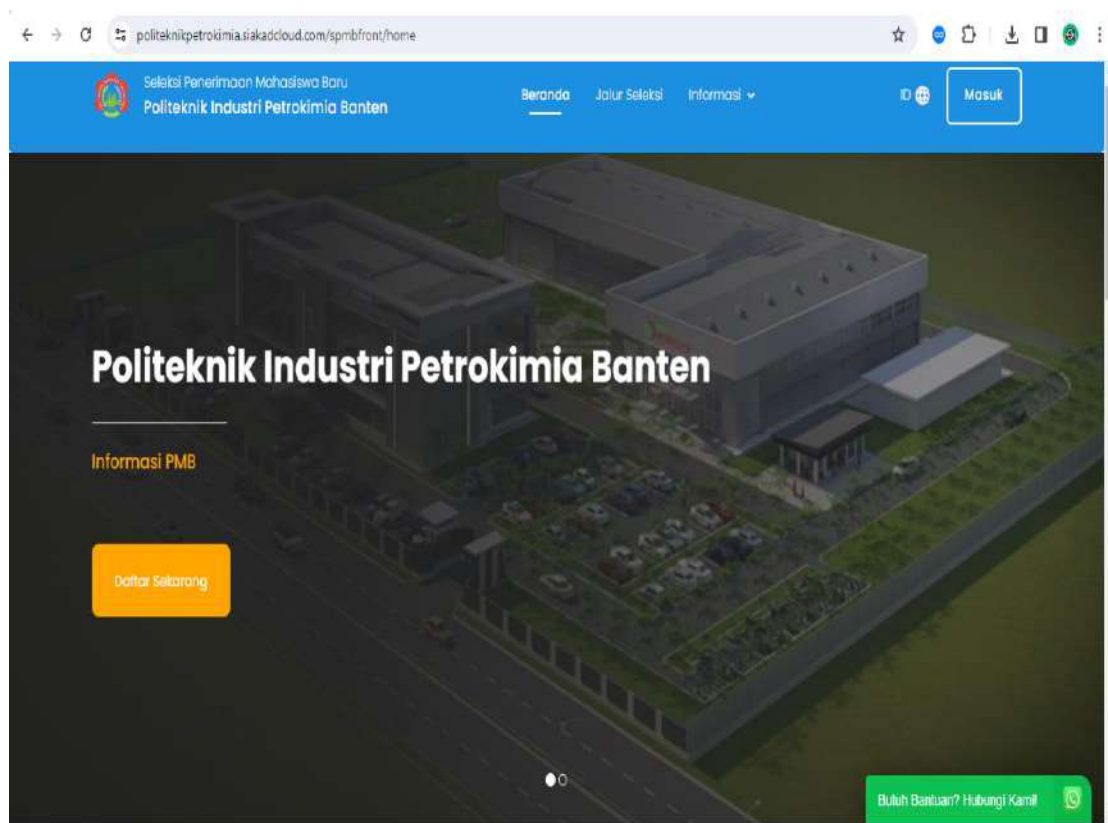 politeknikpetrokimia.siakadcloud.com/spmbfront/home
Seleksi Penerimaan Mahasiswa Baru
Politeknik Industri Petrokimia Banten
Beranda Jalur Seleksi Informasi
ID
Masuk
Politeknik Industri Petrokimia Banten
Informasi PMB
Daftar Sekarang
Butuh Bantuan? Hubungi Kami!